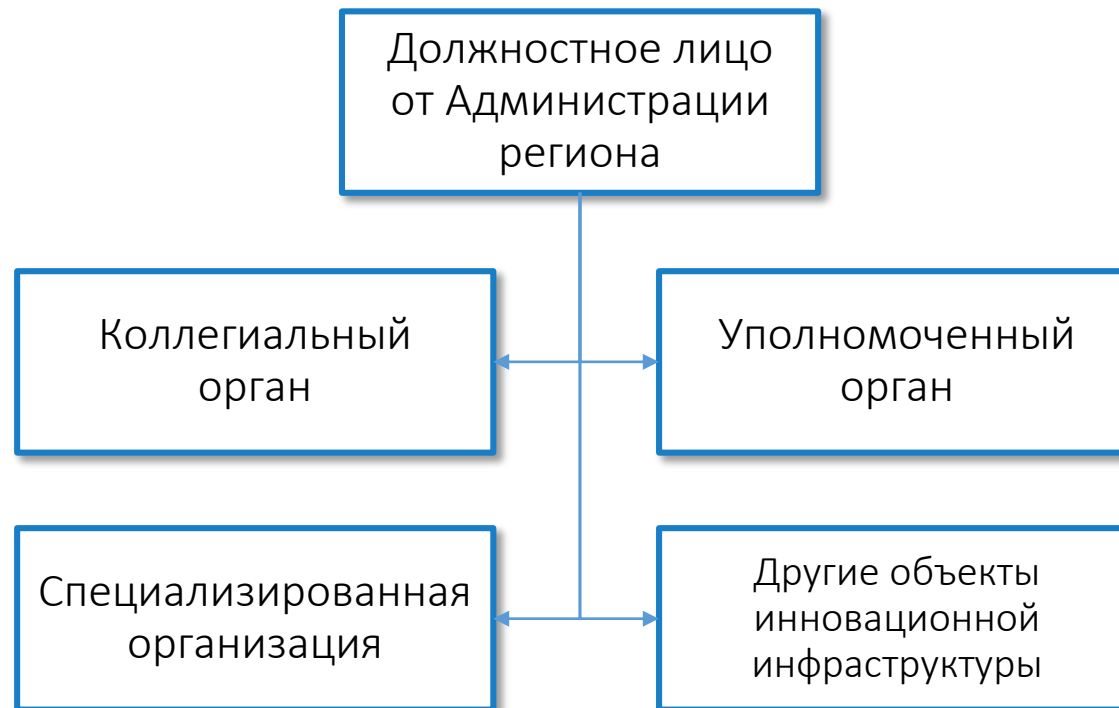 Должностное лицо
от Администрации
региона
Коллегиальный
орган
Уполномоченный
орган
Специализированная
организация
Другие объекты
инновационной
инфраструктуры